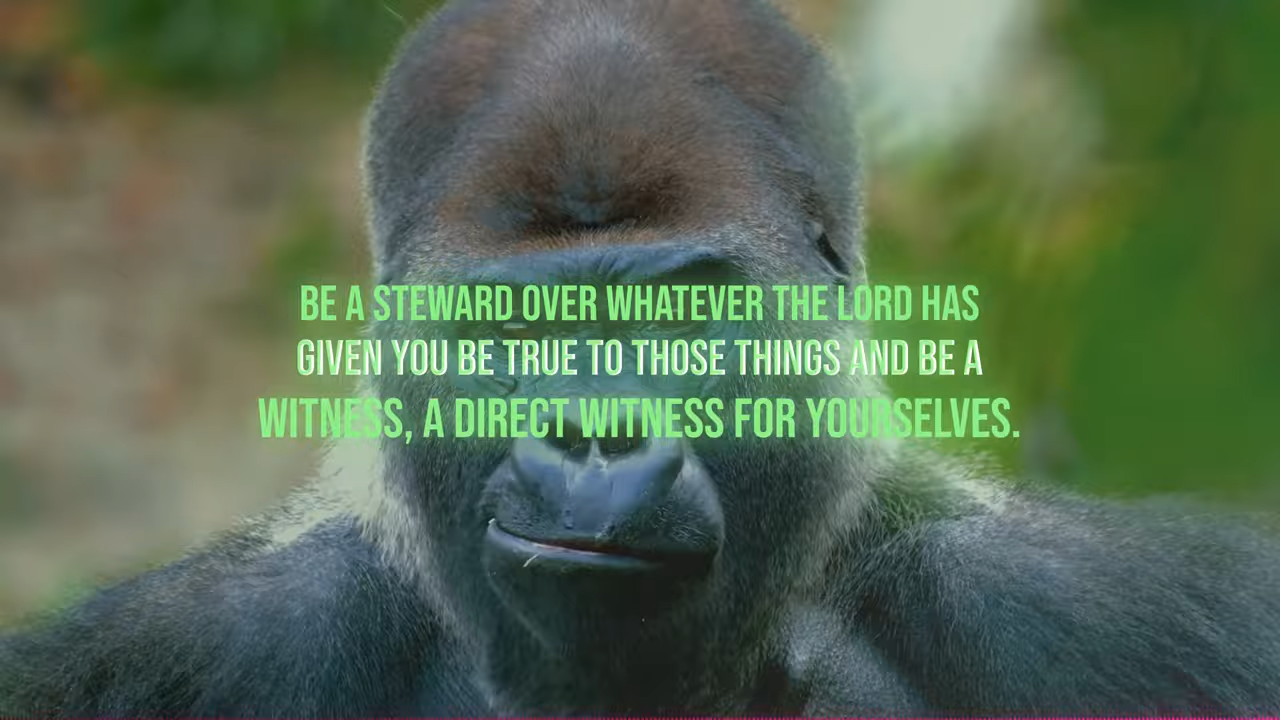 BE A STEWARD OVER WHATEVER THE LORD HAS
GIVEN YOU BE TRUE TO THOSE THINGS AND BE A
WITNESS, A DIRECT WITNESS FOR YOURSELVES.